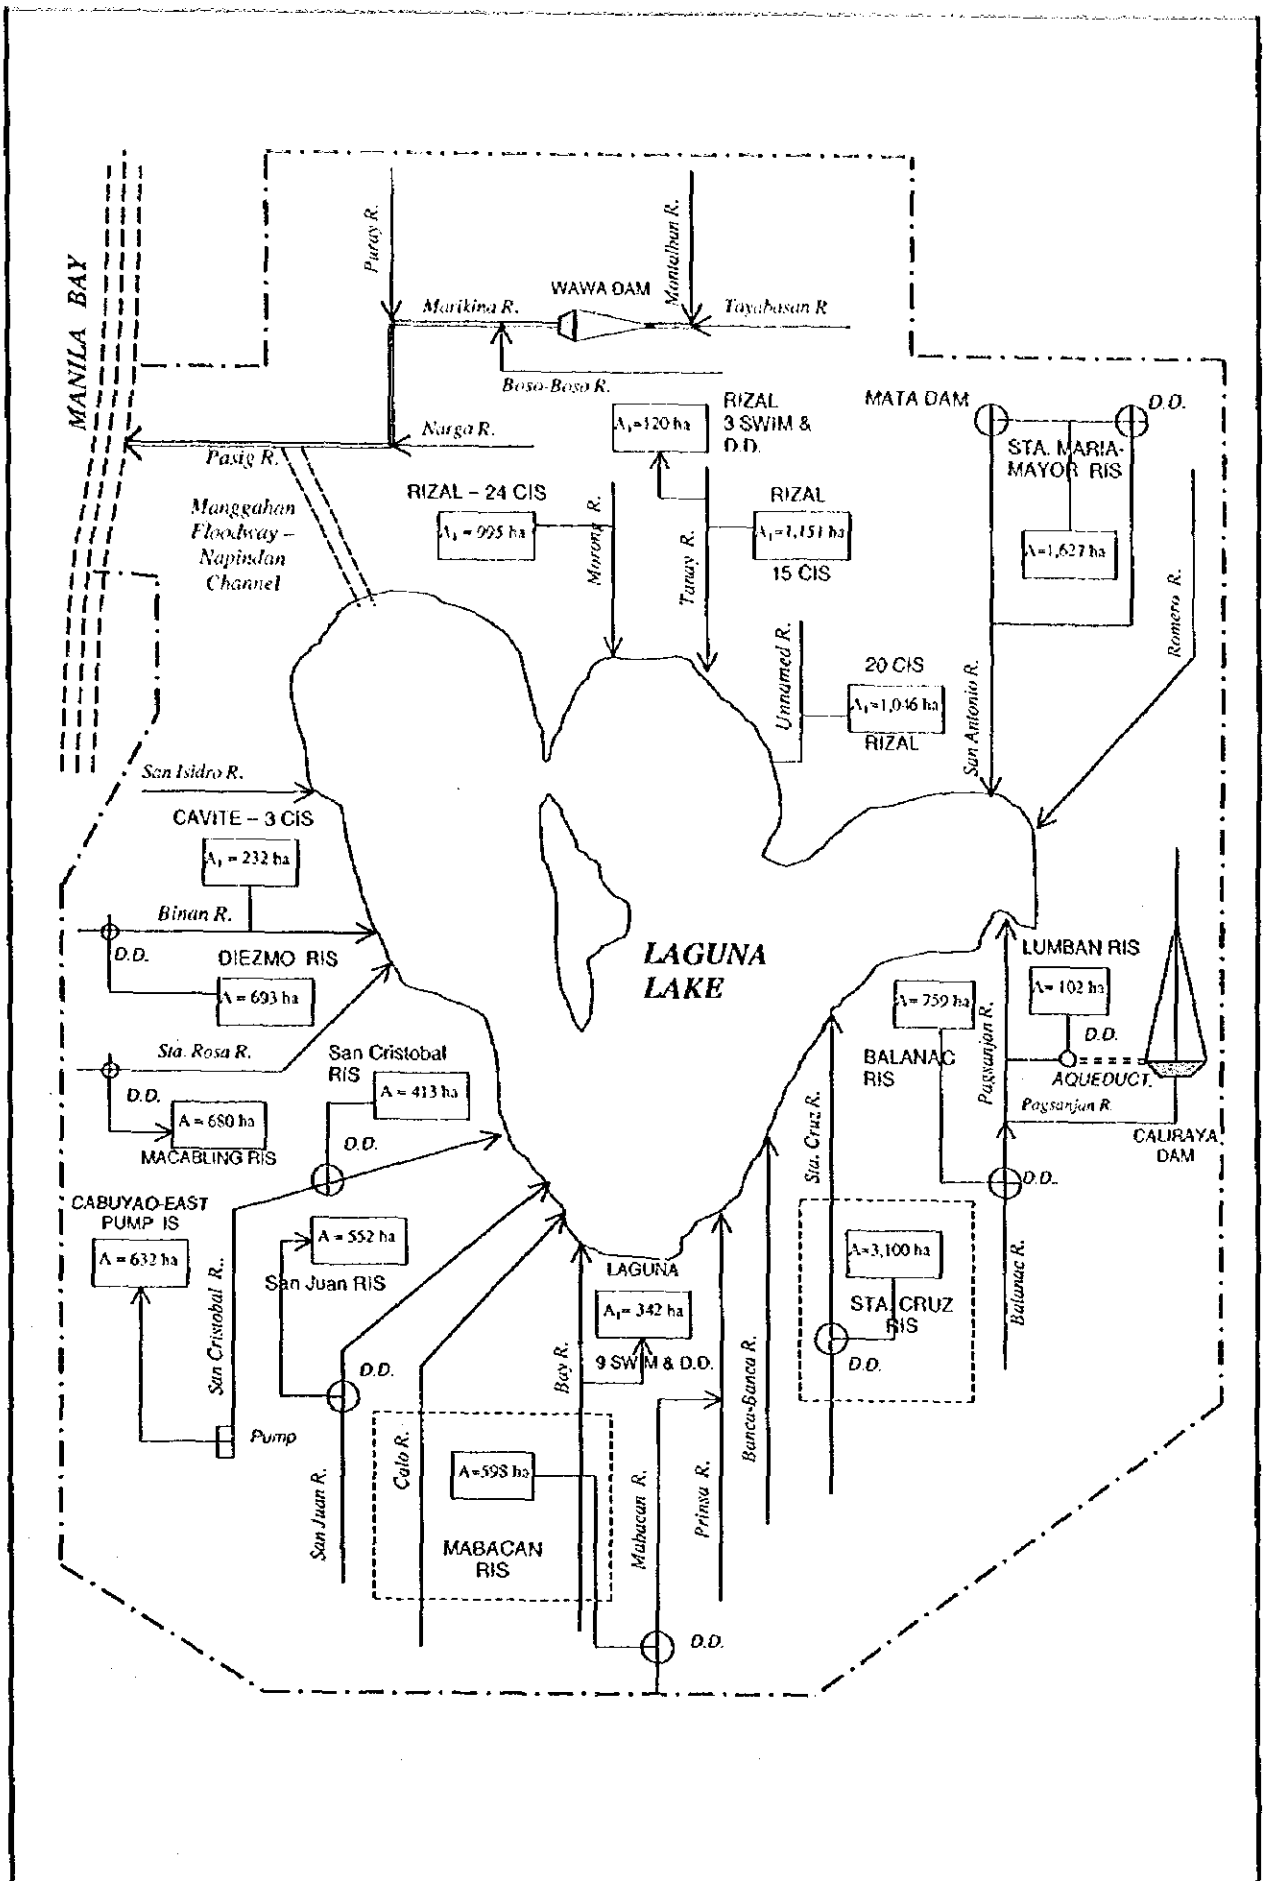 MANILA BAY
Puray R.
Montalban R.
WAWA DAM
Marikina R.
Tayabasan R
Boso-Boso R.
Nanga R.
Pasig R.
Manggahan
Floodway –
Napindan
Channel
RIZAL
3 SWIM &
D.D.
A₁=120 ha
RIZAL – 24 CIS
A₁ = 995 ha
Morong R.
Tanay R.
RIZAL
A₁=1,151 ha
15 CIS
MATA DAM
D.D.
STA. MARIA-
MAYOR RIS
A=1,627 ha
Romero R.
San Antonio R.
Unnamed R.
20 CIS
A₁=1,046 ha
RIZAL
San Isidro R.
CAVITE – 3 CIS
A₁ = 232 ha
Binan R.
D.D.
DIEZMO RIS
A = 693 ha
Sta. Rosa R.
D.D.
A = 680 ha
MACABLING RIS
LAGUNA
LAKE
San Cristobal
RIS
A = 413 ha
D.D.
CABUYAO-EAST
PUMP IS
A = 632 ha
San Cristobal R.
Pump
A = 552 ha
San Juan RIS
D.D.
San Juan R.
Calo R.
LAGUNA
A₁= 342 ha
9 SWIM & D.D.
Bay R.
A=598 ha
MABACAN
RIS
Mabacan R.
D.D.
Prinsa R.
Banca-Banca R.
Sta. Cruz R.
A=3,100 ha
STA. CRUZ
RIS
D.D.
LUMBAN RIS
A= 102 ha
D.D.
A= 759 ha
BALANAC
RIS
Pagsanjan R.
AQUEDUCT.
Pagsanjan R.
CALIRAYA
DAM
D.D.
Balanac R.